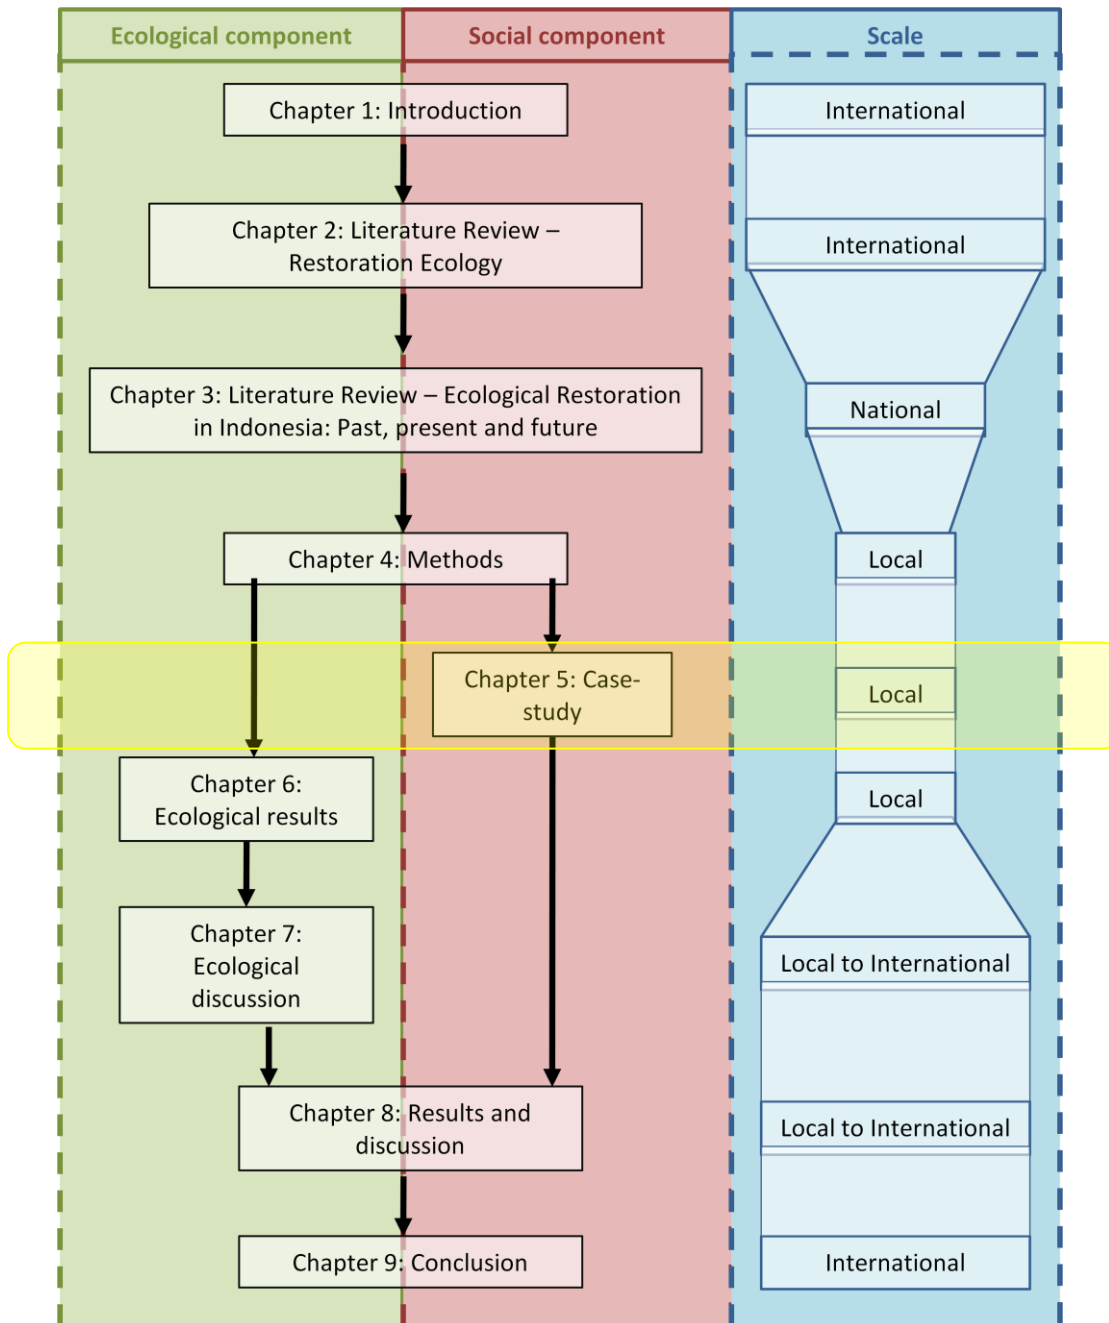 Ecological component
Social component
Scale
Chapter 1: Introduction
International
Chapter 2: Literature Review –
Restoration Ecology
International
Chapter 3: Literature Review – Ecological Restoration
in Indonesia: Past, present and future
National
Chapter 4: Methods
Local
Chapter 5: Case-
study
Local
Chapter 6:
Ecological results
Local
Chapter 7:
Ecological
discussion
Local to International
Chapter 8: Results and
discussion
Local to International
Chapter 9: Conclusion
International